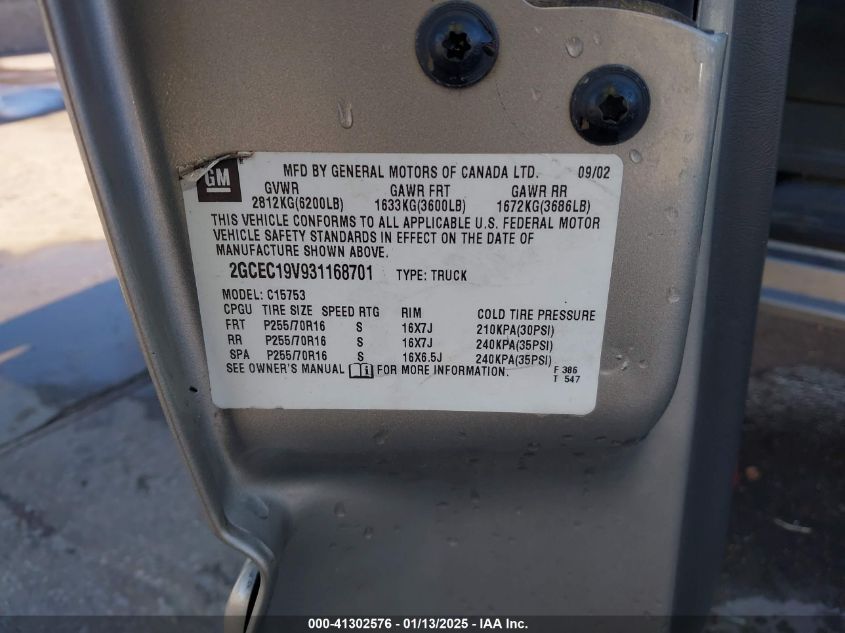 GM
MFD BY GENERAL MOTORS OF CANADA LTD. 09/02
GVWR GAWR FRT GAWR RR
2812KG(6200LB) 1633KG(3600LB) 1672KG(3686LB)
THIS VEHICLE CONFORMS TO ALL APPLICABLE U.S. FEDERAL MOTOR
VEHICLE SAFETY STANDARDS IN EFFECT ON THE DATE OF
MANUFACTURE SHOWN ABOVE.
2GCEC19V931168701 TYPE: TRUCK
MODEL: C15753
CPGU TIRE SIZE SPEED RTG RIM COLD TIRE PRESSURE
FRT P255/70R16 S 16X7J 210KPA(30PSI)
RR P255/70R16 S 16X7J 240KPA(35PSI)
SPA P255/70R16 S 16X6.5J 240KPA(35PSI)
SEE OWNER'S MANUAL FOR MORE INFORMATION.
F 386
T 547
000-41302576 - 01/13/2025 - IAA Inc.